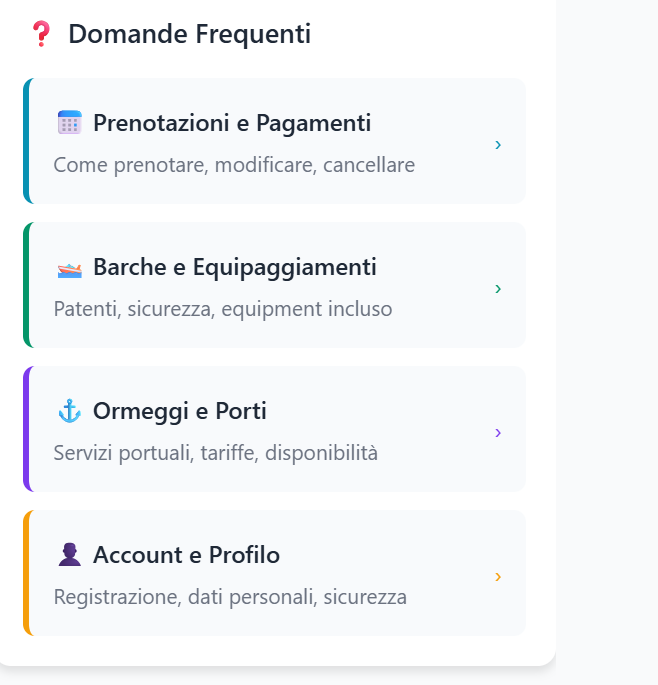 ❓ Domande Frequenti
📅 Prenotazioni e Pagamenti
Come prenotare, modificare, cancellare
›
🚤 Barche e Equipaggiamenti
Patenti, sicurezza, equipment incluso
›
⚓ Ormeggi e Porti
Servizi portuali, tariffe, disponibilità
›
👤 Account e Profilo
Registrazione, dati personali, sicurezza
›